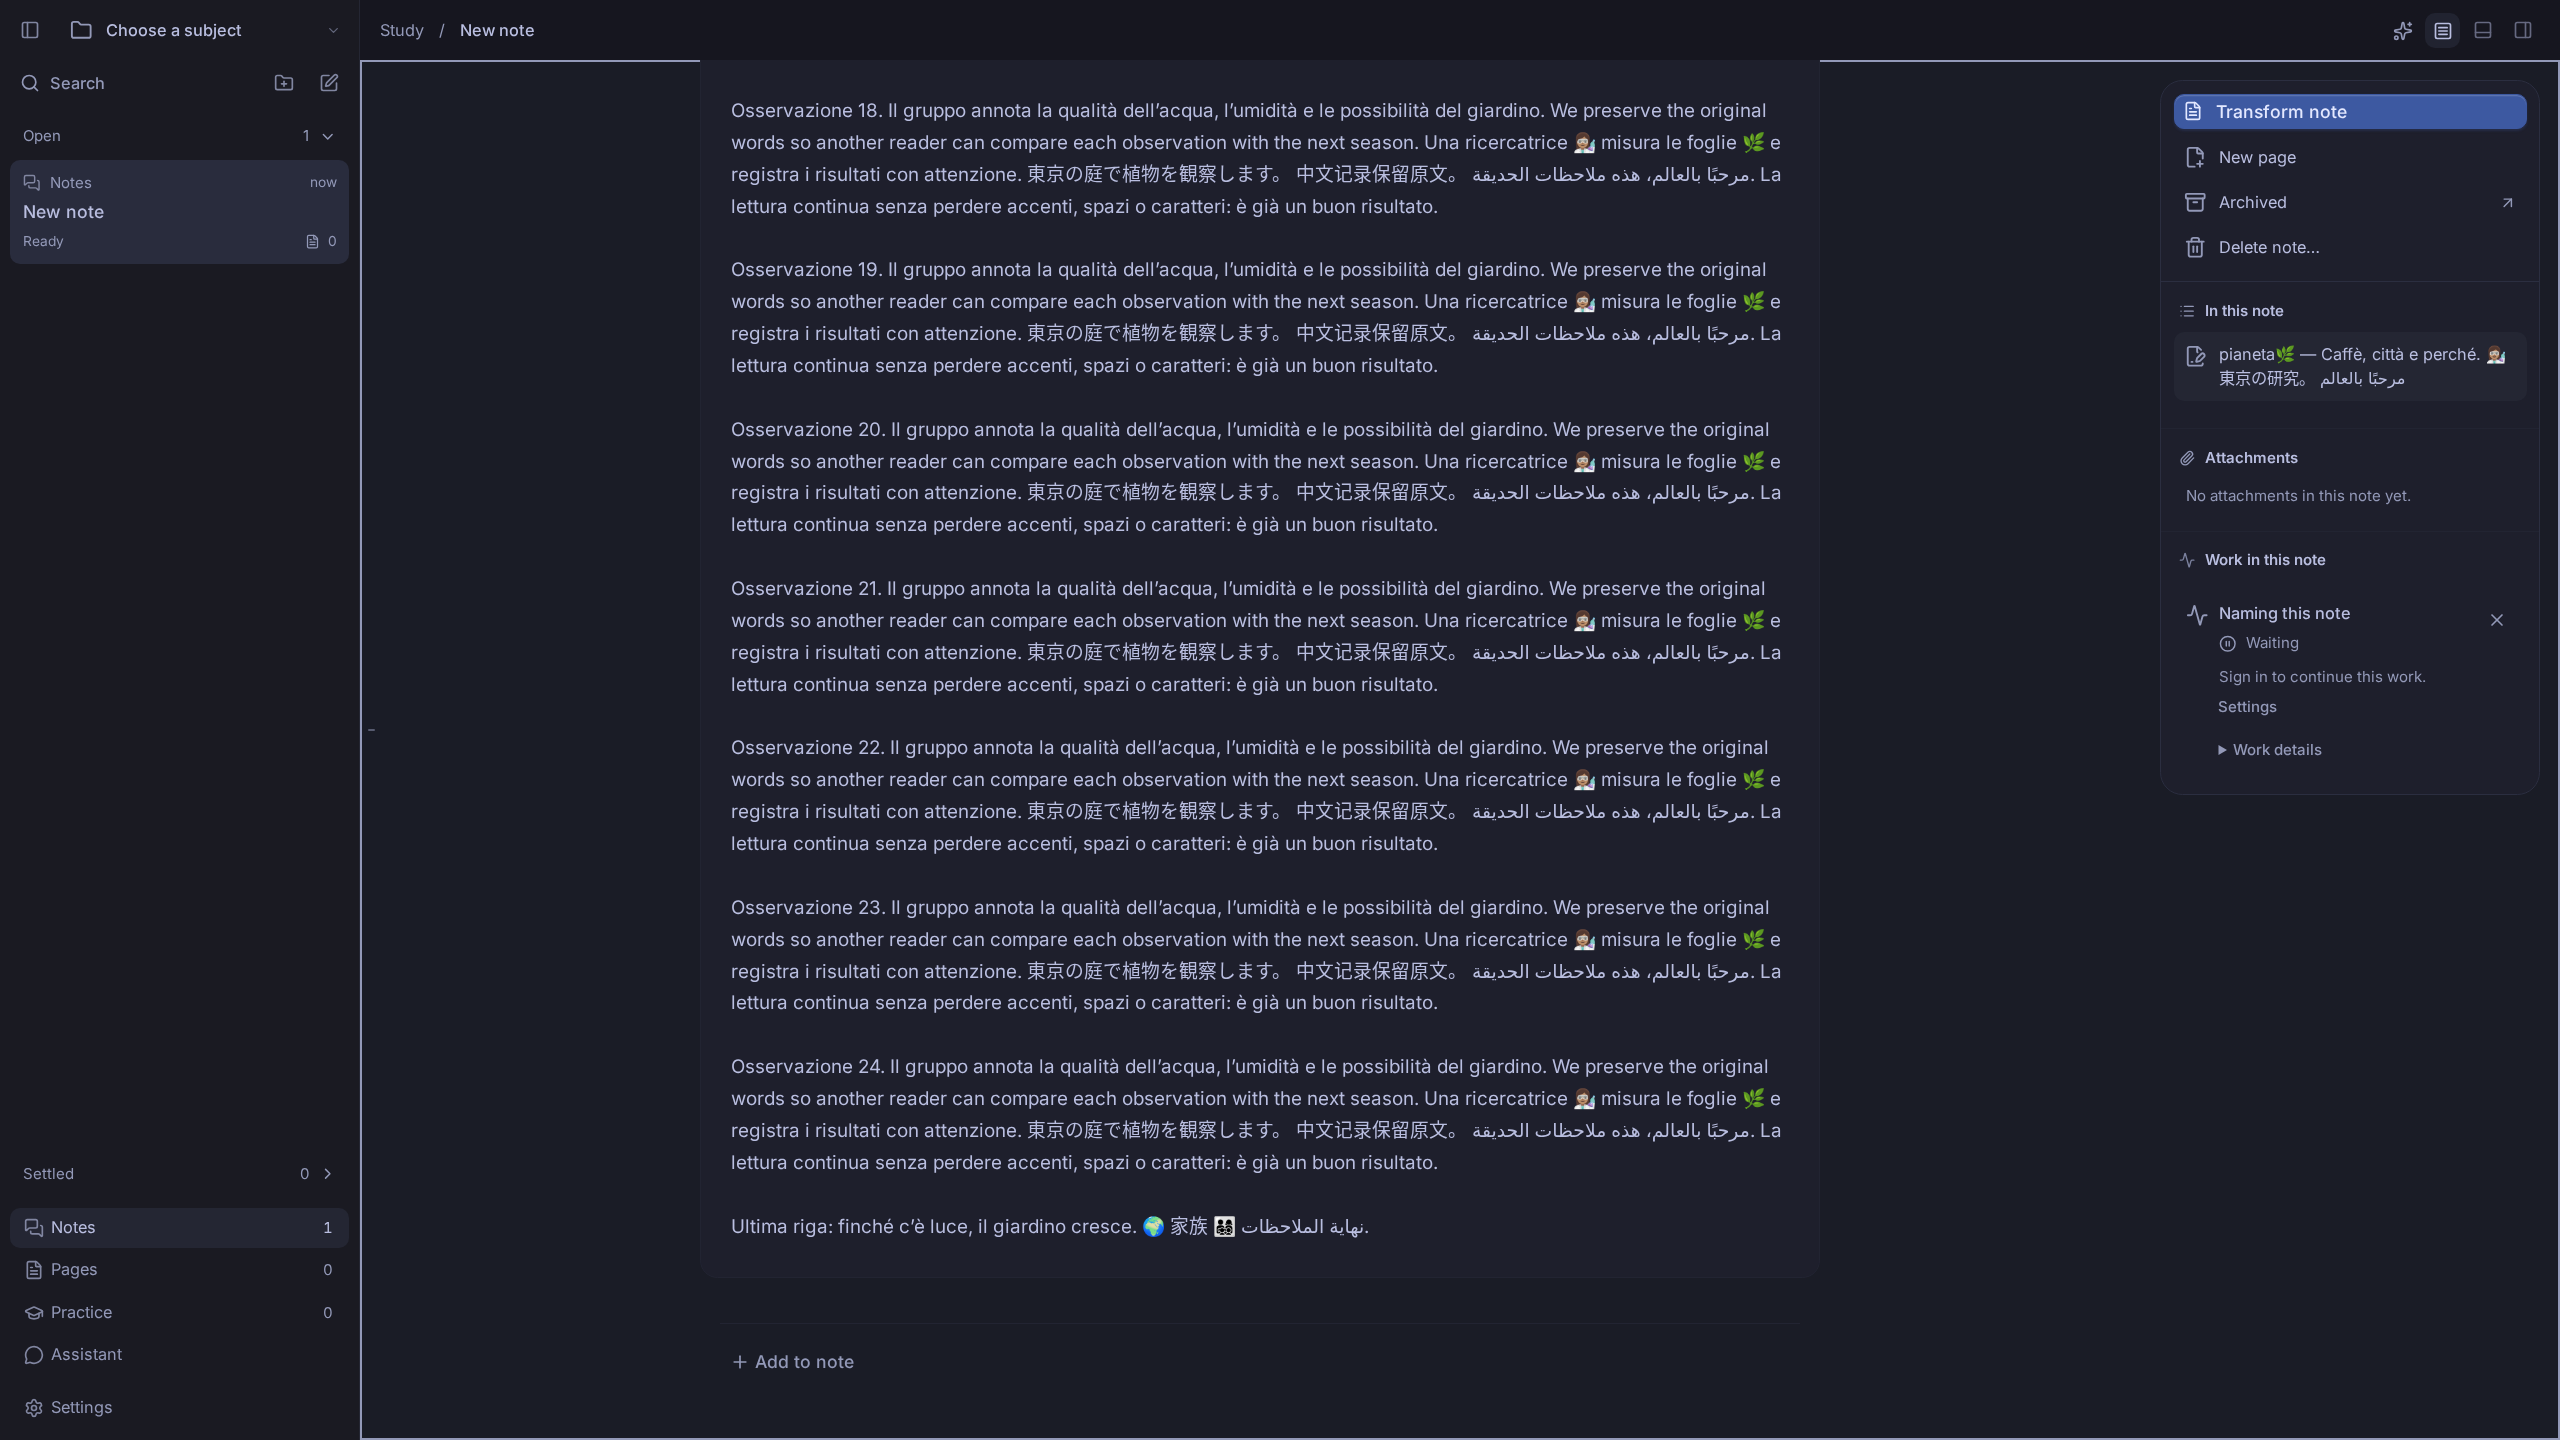 Choose a subject
Search
Open 1
Notes now
New note
Ready 0
Settled 0
Notes 1
Pages 0
Practice 0
Assistant
Settings
Study / New note
Osservazione 18. Il gruppo annota la qualità dell’acqua, l’umidità e le possibilità del giardino. We preserve the original
words so another reader can compare each observation with the next season. Una ricercatrice 👩🏽‍🔬 misura le foglie 🌿 e
registra i risultati con attenzione. 東京の庭で植物を観察します。 中文记录保留原文。 مرحبًا بالعالم، هذه ملاحظات الحديقة. La
lettura continua senza perdere accenti, spazi o caratteri: è già un buon risultato.
Osservazione 19. Il gruppo annota la qualità dell’acqua, l’umidità e le possibilità del giardino. We preserve the original
words so another reader can compare each observation with the next season. Una ricercatrice 👩🏽‍🔬 misura le foglie 🌿 e
registra i risultati con attenzione. 東京の庭で植物を観察します。 中文记录保留原文。 مرحبًا بالعالم، هذه ملاحظات الحديقة. La
lettura continua senza perdere accenti, spazi o caratteri: è già un buon risultato.
Osservazione 20. Il gruppo annota la qualità dell’acqua, l’umidità e le possibilità del giardino. We preserve the original
words so another reader can compare each observation with the next season. Una ricercatrice 👩🏽‍🔬 misura le foglie 🌿 e
registra i risultati con attenzione. 東京の庭で植物を観察します。 中文记录保留原文。 مرحبًا بالعالم، هذه ملاحظات الحديقة. La
lettura continua senza perdere accenti, spazi o caratteri: è già un buon risultato.
Osservazione 21. Il gruppo annota la qualità dell’acqua, l’umidità e le possibilità del giardino. We preserve the original
words so another reader can compare each observation with the next season. Una ricercatrice 👩🏽‍🔬 misura le foglie 🌿 e
registra i risultati con attenzione. 東京の庭で植物を観察します。 中文记录保留原文。 مرحبًا بالعالم، هذه ملاحظات الحديقة. La
lettura continua senza perdere accenti, spazi o caratteri: è già un buon risultato.
Osservazione 22. Il gruppo annota la qualità dell’acqua, l’umidità e le possibilità del giardino. We preserve the original
words so another reader can compare each observation with the next season. Una ricercatrice 👩🏽‍🔬 misura le foglie 🌿 e
registra i risultati con attenzione. 東京の庭で植物を観察します。 中文记录保留原文。 مرحبًا بالعالم، هذه ملاحظات الحديقة. La
lettura continua senza perdere accenti, spazi o caratteri: è già un buon risultato.
Osservazione 23. Il gruppo annota la qualità dell’acqua, l’umidità e le possibilità del giardino. We preserve the original
words so another reader can compare each observation with the next season. Una ricercatrice 👩🏽‍🔬 misura le foglie 🌿 e
registra i risultati con attenzione. 東京の庭で植物を観察します。 中文记录保留原文。 مرحبًا بالعالم، هذه ملاحظات الحديقة. La
lettura continua senza perdere accenti, spazi o caratteri: è già un buon risultato.
Osservazione 24. Il gruppo annota la qualità dell’acqua, l’umidità e le possibilità del giardino. We preserve the original
words so another reader can compare each observation with the next season. Una ricercatrice 👩🏽‍🔬 misura le foglie 🌿 e
registra i risultati con attenzione. 東京の庭で植物を観察します。 中文记录保留原文。 مرحبًا بالعالم، هذه ملاحظات الحديقة. La
lettura continua senza perdere accenti, spazi o caratteri: è già un buon risultato.
Ultima riga: finché c’è luce, il giardino cresce. 🌍 家族 👨‍👩‍👧‍👦 نهاية الملاحظات.
Add to note
Transform note
New page
Archived
Delete note…
In this note
pianeta🌿 — Caffè, città e perché. 👩🏽‍🔬
東京の研究。 مرحبًا بالعالم
Attachments
No attachments in this note yet.
Work in this note
Naming this note
Waiting
Sign in to continue this work.
Settings
Work details